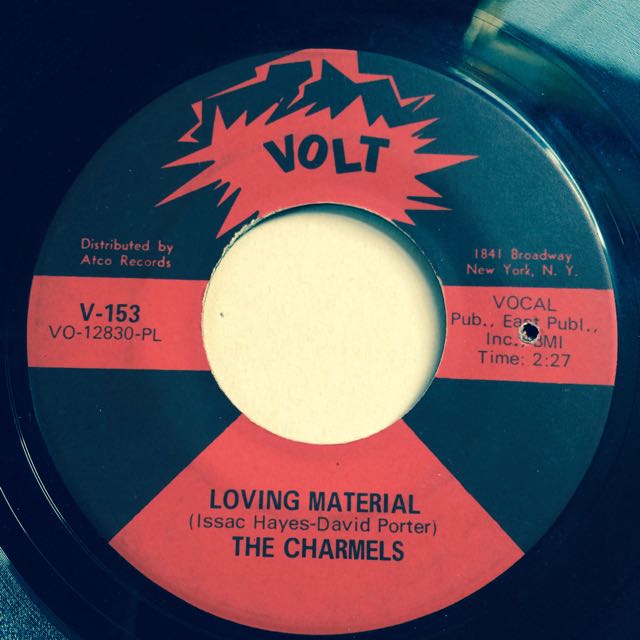 VOLT
Distributed by
Atco Records
1841 Broadway
New York, N. Y.
V-153
VO-12830-PL
VOCAL
Pub., East Publ.,
Inc., BMI
Time: 2:27
LOVING MATERIAL
(Issac Hayes-David Porter)
THE CHARMELS